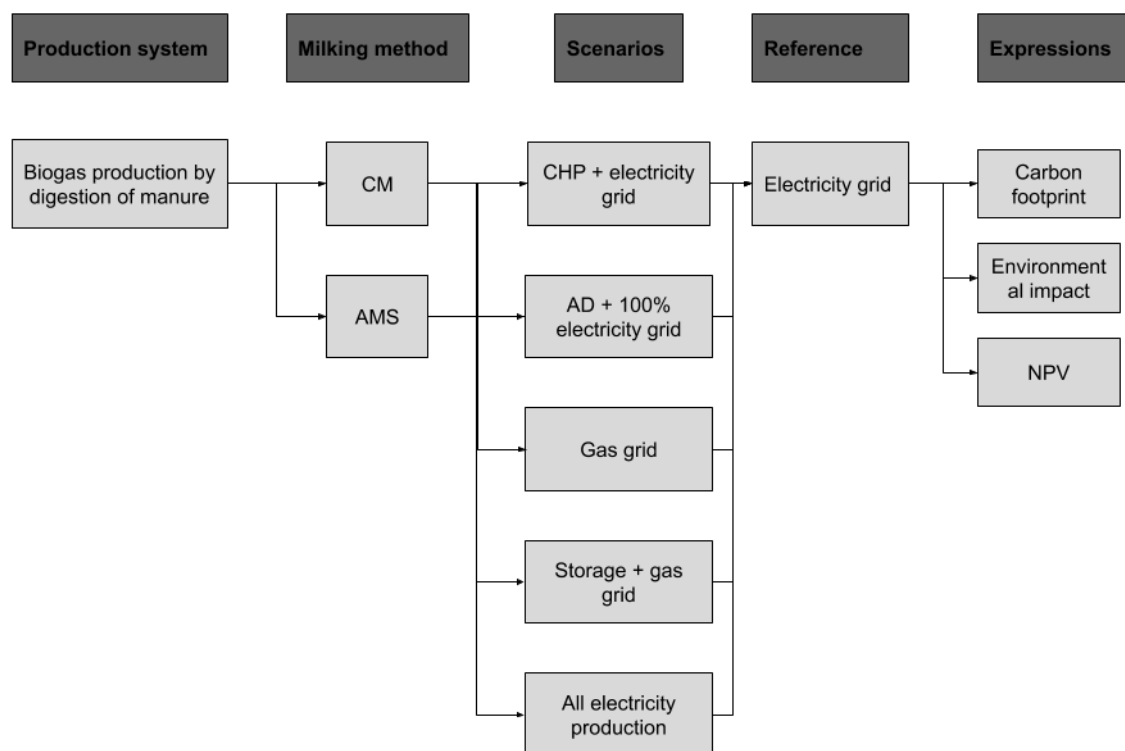 Production system
Milking method
Scenarios
Reference
Expressions
Biogas production by
digestion of manure
CM
CHP + electricity
grid
Electricity grid
Carbon
footprint
AMS
AD + 100%
electricity grid
Environment
al impact
NPV
Gas grid
Storage + gas
grid
All electricity
production